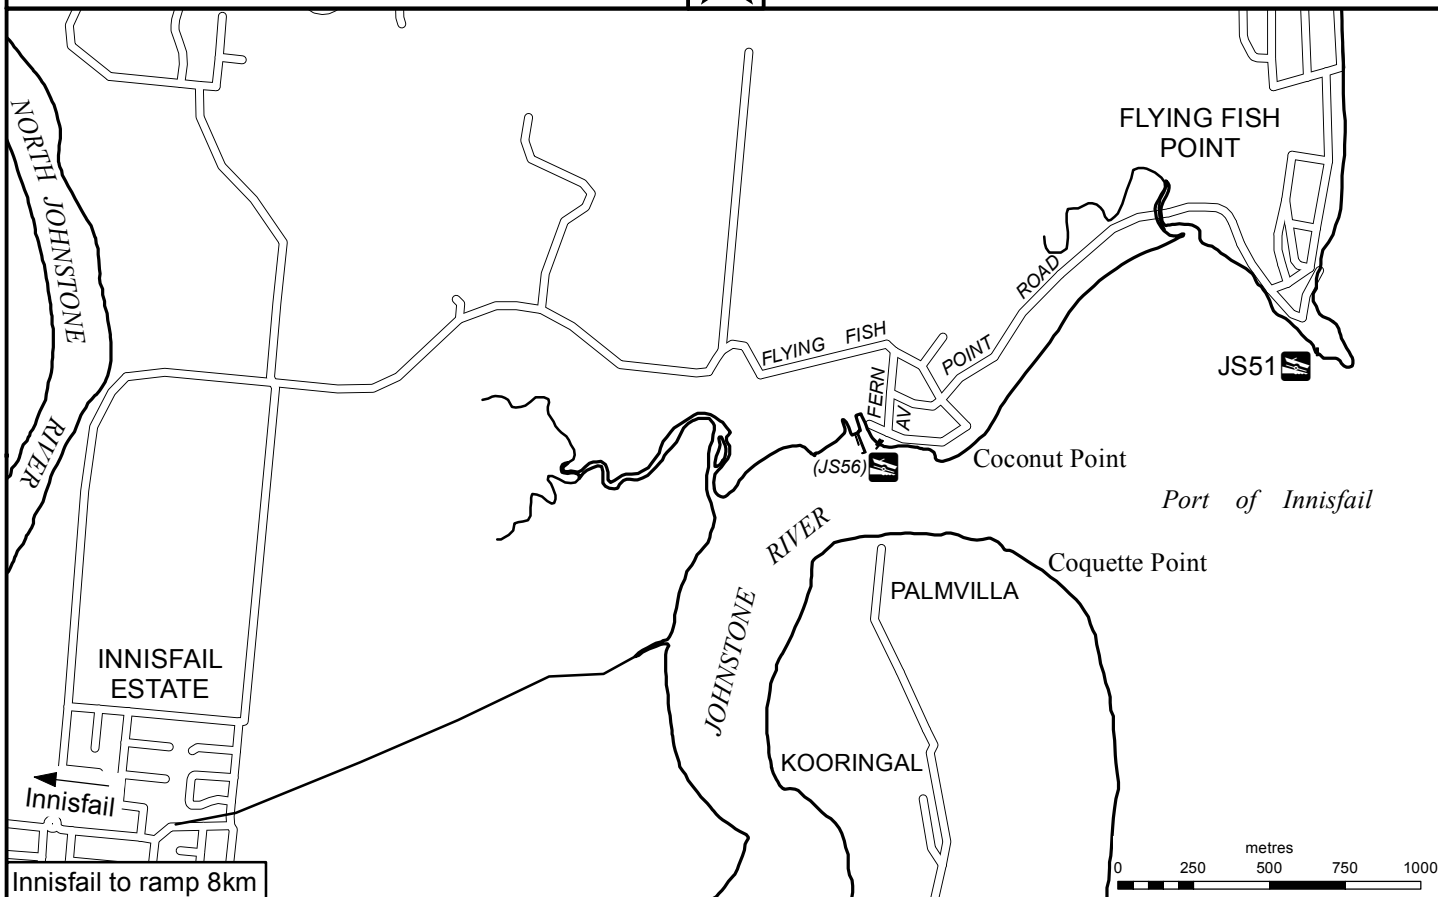 FLYING FISH
POINT
NORTH JOHNSTONE
RIVER
ROAD
FLYING FISH
POINT
JS51
FERN
AV
(JS56)
Coconut Point
Port of Innisfail
JOHNSTONE RIVER
Coquette Point
PALMVILLA
INNISFAIL
ESTATE
KOORINGAL
Innisfail
metres
0 250 500 750 1000
Innisfail to ramp 8km